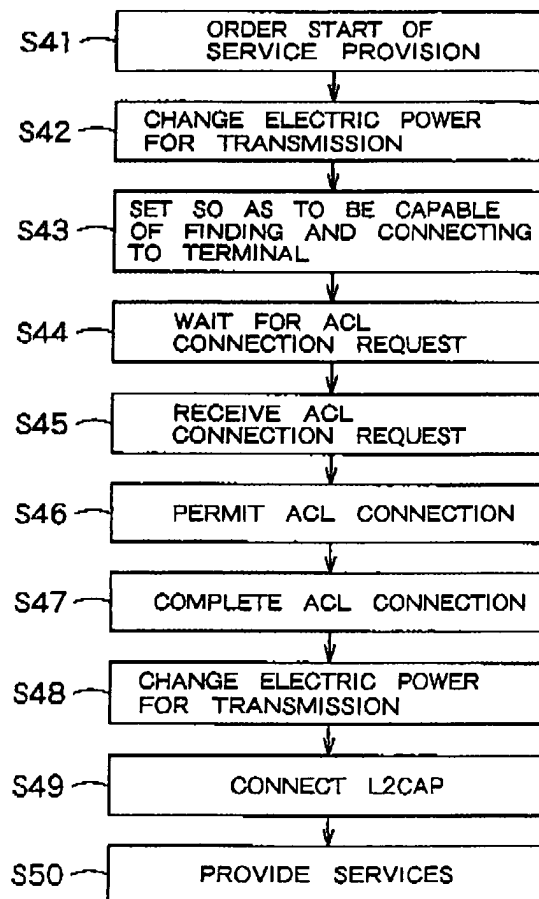 S41
ORDER START OF
SERVICE PROVISION
S42
CHANGE ELECTRIC POWER
FOR TRANSMISSION
S43
SET SO AS TO BE CAPABLE
OF FINDING AND CONNECTING
TO TERMINAL
S44
WAIT FOR ACL
CONNECTION REQUEST
S45
RECEIVE ACL
CONNECTION REQUEST
S46
PERMIT ACL CONNECTION
S47
COMPLETE ACL CONNECTION
S48
CHANGE ELECTRIC POWER
FOR TRANSMISSION
S49
CONNECT L2CAP
S50
PROVIDE SERVICES